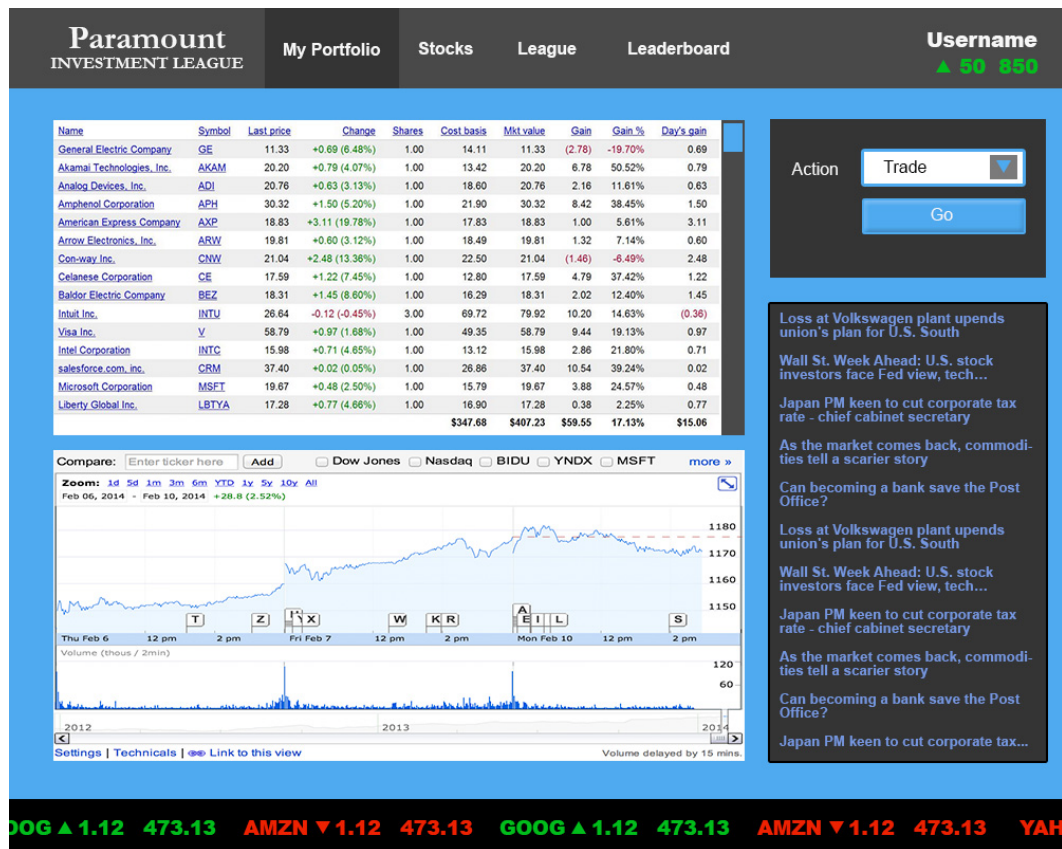 Paramount
INVESTMENT LEAGUE
My Portfolio Stocks League Leaderboard
Username
▲ 50 850
Name Symbol Last price Change Shares Cost basis Mkt value Gain Gain % Day's gain
General Electric Company GE 11.33 +0.69 (6.48%) 1.00 14.11 11.33 (2.78) -19.70% 0.69
Akamai Technologies, Inc. AKAM 20.20 +0.79 (4.07%) 1.00 13.42 20.20 6.78 50.52% 0.79
Analog Devices, Inc. ADI 20.76 +0.63 (3.13%) 1.00 18.60 20.76 2.16 11.61% 0.63
Amphenol Corporation APH 30.32 +1.50 (5.20%) 1.00 21.90 30.32 8.42 38.45% 1.50
American Express Company AXP 18.83 +3.11 (19.78%) 1.00 17.83 18.83 1.00 5.61% 3.11
Arrow Electronics, Inc. ARW 19.81 +0.60 (3.12%) 1.00 18.49 19.81 1.32 7.14% 0.60
Con-way Inc. CNW 21.04 +2.48 (13.36%) 1.00 22.50 21.04 (1.46) -6.49% 2.48
Celanese Corporation CE 17.59 +1.22 (7.45%) 1.00 12.80 17.59 4.79 37.42% 1.22
Baldor Electric Company BEZ 18.31 +1.45 (8.60%) 1.00 16.29 18.31 2.02 12.40% 1.45
Intuit Inc. INTU 26.64 -0.12 (-0.45%) 3.00 69.72 79.92 10.20 14.63% (0.36)
Visa Inc. V 58.79 +0.97 (1.68%) 1.00 49.35 58.79 9.44 19.13% 0.97
Intel Corporation INTC 15.98 +0.71 (4.65%) 1.00 13.12 15.98 2.86 21.80% 0.71
salesforce.com, inc. CRM 37.40 +0.02 (0.05%) 1.00 26.86 37.40 10.54 39.24% 0.02
Microsoft Corporation MSFT 19.67 +0.48 (2.50%) 1.00 15.79 19.67 3.88 24.57% 0.48
Liberty Global Inc. LBTYA 17.28 +0.77 (4.66%) 1.00 16.90 17.28 0.38 2.25% 0.77
$347.68 $407.23 $59.55 17.13% $15.06
Action Trade
Go
Compare: Enter ticker here Add Dow Jones Nasdaq BIDU YNDX MSFT more »
Zoom: 1d 5d 1m 3m 6m YTD 1y 5y 10y All
Feb 06, 2014 - Feb 10, 2014 +28.8 (2.52%)
1180
1170
1160
1150
T Z Y X W K R A E I L S
Thu Feb 6 12 pm 2 pm Fri Feb 7 12 pm 2 pm Mon Feb 10 12 pm 2 pm
Volume (thous / 2min)
120
60
2012 2013 2014
Settings | Technicals | Link to this view Volume delayed by 15 mins.
Loss at Volkswagen plant upends
union's plan for U.S. South
Wall St. Week Ahead: U.S. stock
investors face Fed view, tech...
Japan PM keen to cut corporate tax
rate - chief cabinet secretary
As the market comes back, commodi-
ties tell a scarier story
Can becoming a bank save the Post
Office?
Loss at Volkswagen plant upends
union's plan for U.S. South
Wall St. Week Ahead: U.S. stock
investors face Fed view, tech...
Japan PM keen to cut corporate tax
rate - chief cabinet secretary
As the market comes back, commodi-
ties tell a scarier story
Can becoming a bank save the Post
Office?
Japan PM keen to cut corporate tax...
OOG ▲ 1.12 473.13 AMZN ▼ 1.12 473.13 GOOG ▲ 1.12 473.13 AMZN ▼ 1.12 473.13 YAH